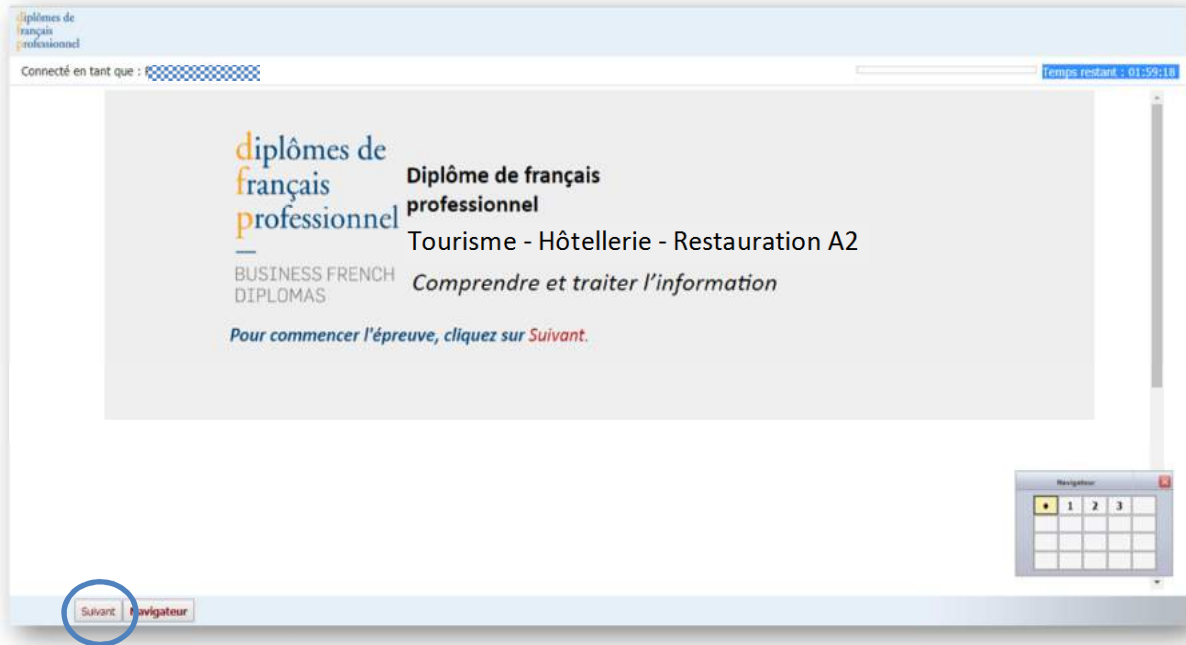 diplômes de
français
professionnel
Connecté en tant que :
Temps restant : 01:59:18
diplômes de
français
professionnel
BUSINESS FRENCH
DIPLOMAS
Diplôme de français
professionnel
Tourisme - Hôtellerie - Restauration A2
Comprendre et traiter l'information
Pour commencer l'épreuve, cliquez sur Suivant.
Navigateur
1 2 3
Suivant Navigateur